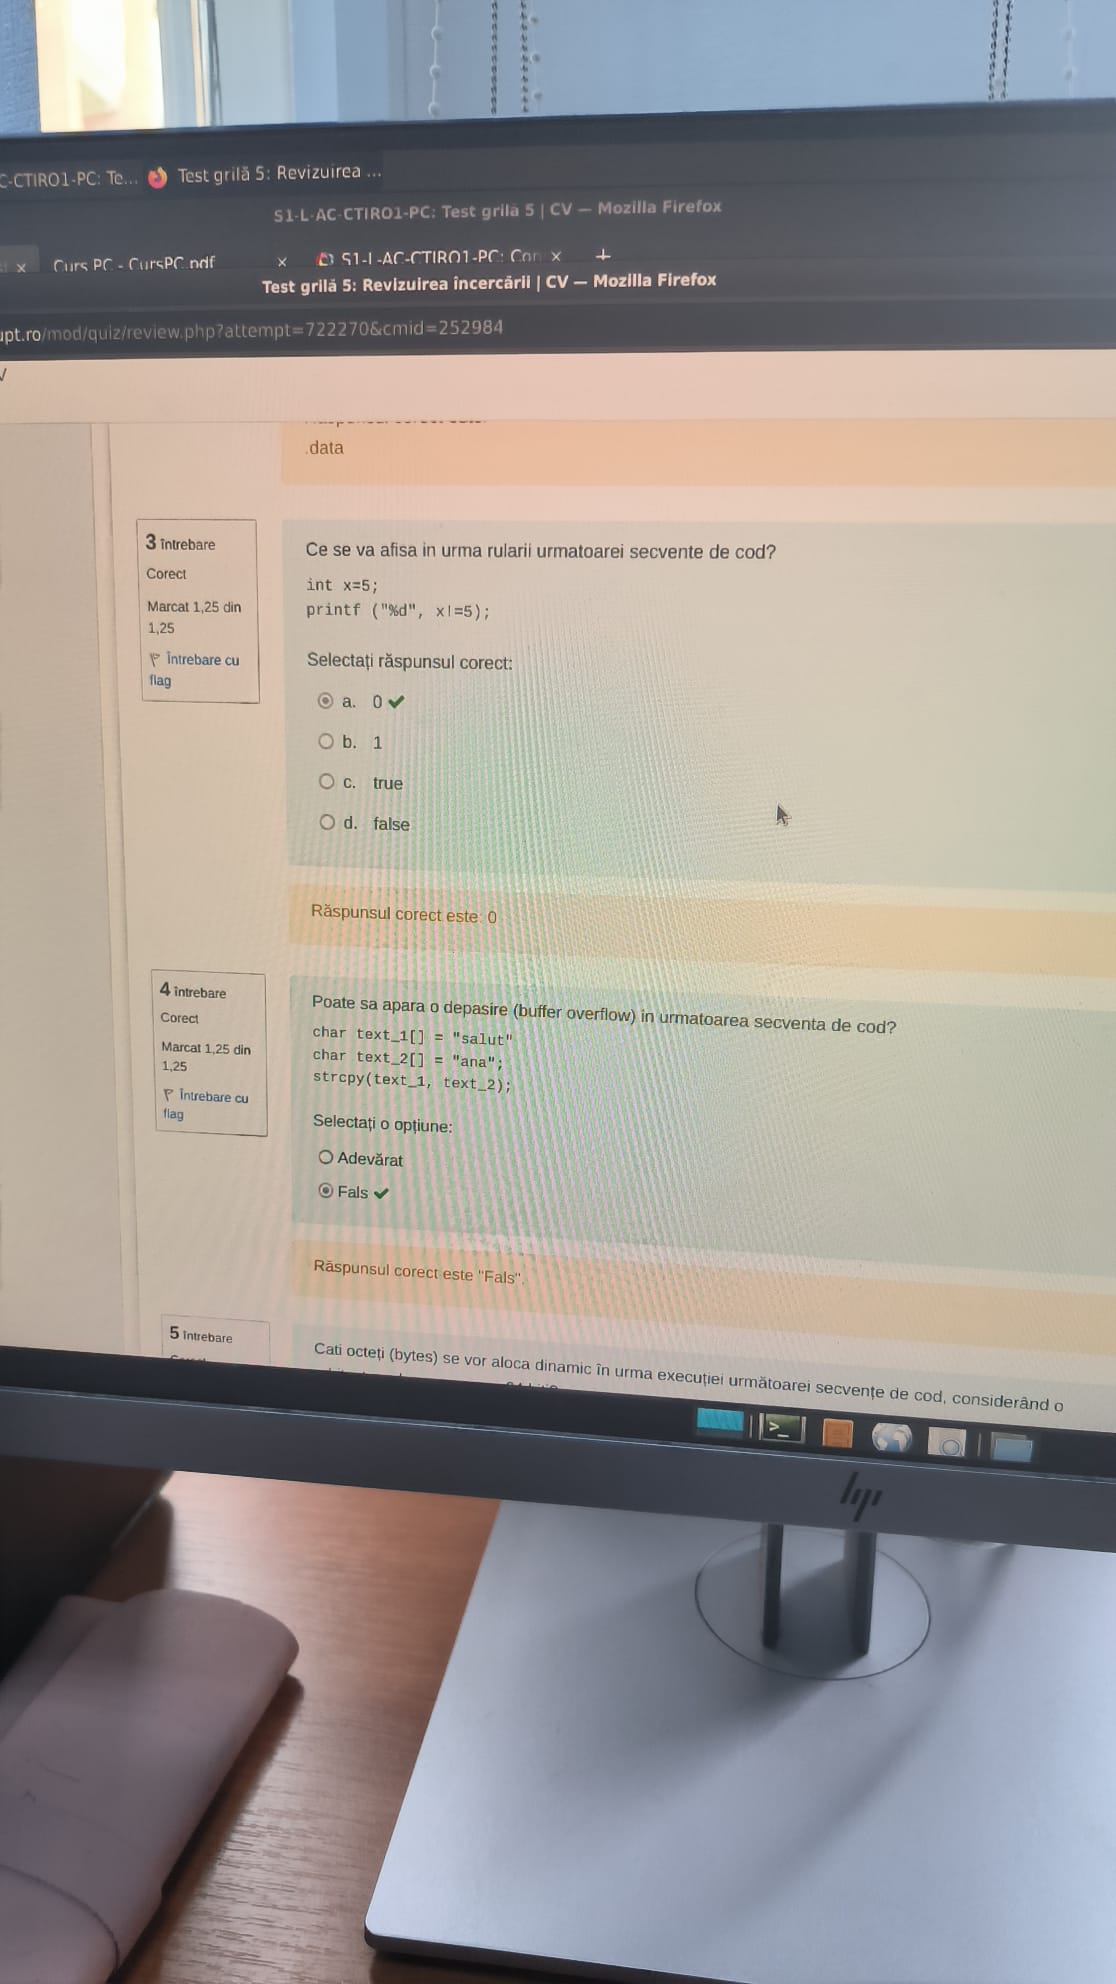 C-CTIRO1-PC: Te... Test grilă 5: Revizuirea ...
S1-L-AC-CTIRO1-PC: Test grilă 5 | CV — Mozilla Firefox
x Curs PC - CursPC.pdf x S1-L-AC-CTIRO1-PC: Cor x +
Test grilă 5: Revizuirea încercării | CV — Mozilla Firefox
upt.ro/mod/quiz/review.php?attempt=722270&cmid=252984
.data
3 întrebare
Corect
Marcat 1,25 din
1,25
Întrebare cu
flag
Ce se va afisa in urma rularii urmatoarei secvente de cod?
int x=5;
printf ("%d", x!=5);
Selectați răspunsul corect:
a. 0
b. 1
c. true
d. false
Răspunsul corect este: 0
4 întrebare
Corect
Marcat 1,25 din
1,25
Întrebare cu
flag
Poate sa apara o depasire (buffer overflow) in urmatoarea secventa de cod?
char text_1[] = "salut"
char text_2[] = "ana";
strcpy(text_1, text_2);
Selectați o opțiune:
Adevărat
Fals
Răspunsul corect este "Fals".
5 întrebare
Cati octeți (bytes) se vor aloca dinamic în urma execuției următoarei secvențe de cod, considerând o
>_
hp